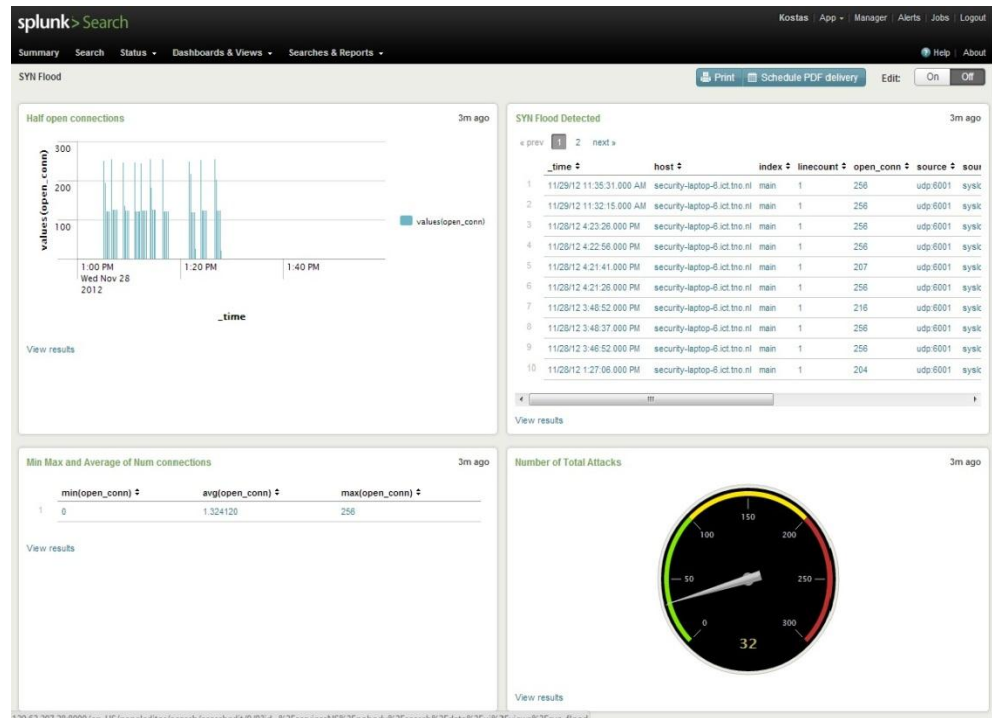 splunk> Search
Kostas | App | Manager | Alerts | Jobs | Logout
Summary Search Status Dashboards & Views Searches & Reports
Help | About
SYN Flood
Print Schedule PDF delivery Edit: On Off
Half open connections 3m ago
300
200
100
values(open_conn)
values(open_conn)
1:00 PM 1:20 PM 1:40 PM
Wed Nov 28
2012
_time
View results
SYN Flood Detected 3m ago
« prev 1 2 next »
_time host index linecount open_conn source sour
1 11/29/12 11:35:31.000 AM security-laptop-6.ict.tno.nl main 1 256 udp:6001 syslc
2 11/29/12 11:32:15.000 AM security-laptop-6.ict.tno.nl main 1 256 udp:6001 syslc
3 11/28/12 4:23:26.000 PM security-laptop-6.ict.tno.nl main 1 256 udp:6001 syslc
4 11/28/12 4:22:56.000 PM security-laptop-6.ict.tno.nl main 1 256 udp:6001 syslc
5 11/28/12 4:21:41.000 PM security-laptop-6.ict.tno.nl main 1 207 udp:6001 syslc
6 11/28/12 4:21:26.000 PM security-laptop-6.ict.tno.nl main 1 256 udp:6001 syslc
7 11/28/12 3:48:52.000 PM security-laptop-6.ict.tno.nl main 1 216 udp:6001 syslc
8 11/28/12 3:48:37.000 PM security-laptop-6.ict.tno.nl main 1 256 udp:6001 syslc
9 11/28/12 3:46:52.000 PM security-laptop-6.ict.tno.nl main 1 256 udp:6001 syslc
10 11/28/12 1:27:06.000 PM security-laptop-6.ict.tno.nl main 1 204 udp:6001 syslc
View results
Min Max and Average of Num connections 3m ago
min(open_conn) avg(open_conn) max(open_conn)
1 0 1.324120 256
View results
Number of Total Attacks 3m ago
150
100 200
50 250
0 300
32
View results